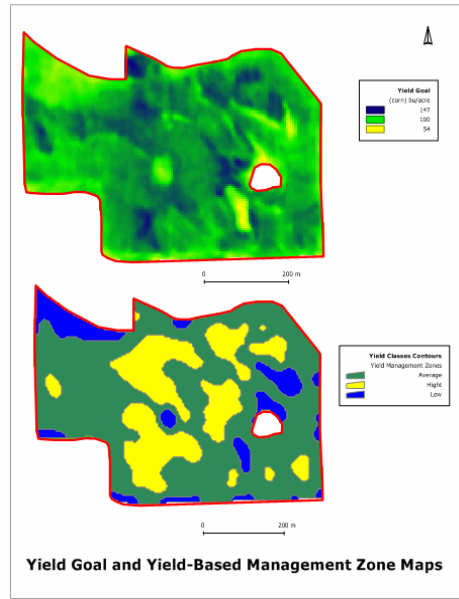 Yield Goal
(corn) bu/acre
147
100
54
0 200 m
Yield Classes Contours
Yield Management Zones
Average
Hight
Low
0 200 m
Yield Goal and Yield-Based Management Zone Maps